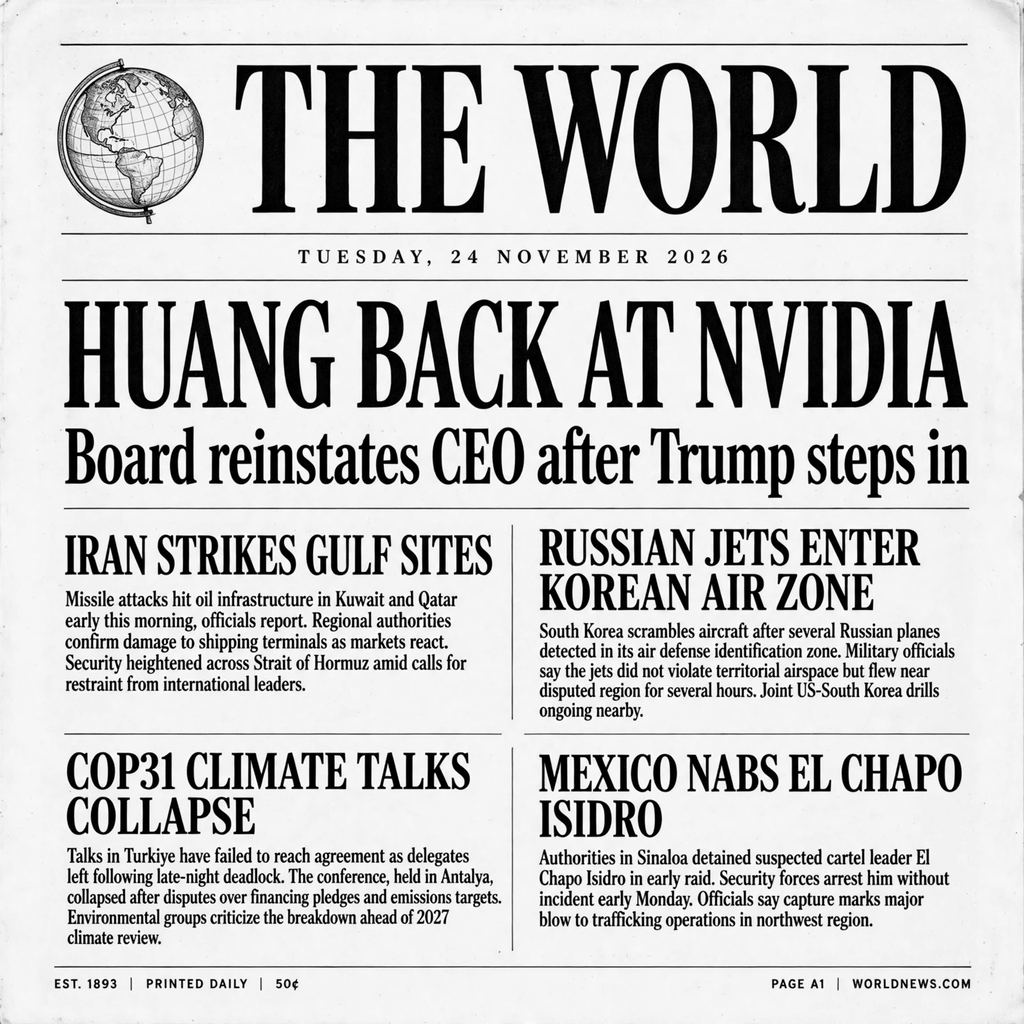 THE WORLD
TUESDAY, 24 NOVEMBER 2026
HUANG BACK AT NVIDIA
Board reinstates CEO after Trump steps in
IRAN STRIKES GULF SITES
Missile attacks hit oil infrastructure in Kuwait and Qatar
early this morning, officials report. Regional authorities
confirm damage to shipping terminals as markets react.
Security heightened across Strait of Hormuz amid calls for
restraint from international leaders.
RUSSIAN JETS ENTER
KOREAN AIR ZONE
South Korea scrambles aircraft after several Russian planes
detected in its air defense identification zone. Military officials
say the jets did not violate territorial airspace but flew near
disputed region for several hours. Joint US-South Korea drills
ongoing nearby.
COP31 CLIMATE TALKS
COLLAPSE
Talks in Turkiye have failed to reach agreement as delegates
left following late-night deadlock. The conference, held in Antalya,
collapsed after disputes over financing pledges and emissions targets.
Environmental groups criticize the breakdown ahead of 2027
climate review.
MEXICO NABS EL CHAPO
ISIDRO
Authorities in Sinaloa detained suspected cartel leader El
Chapo Isidro in early raid. Security forces arrest him without
incident early Monday. Officials say capture marks major
blow to trafficking operations in northwest region.
EST. 1893 | PRINTED DAILY | 50¢
PAGE A1 | WORLDNEWS.COM